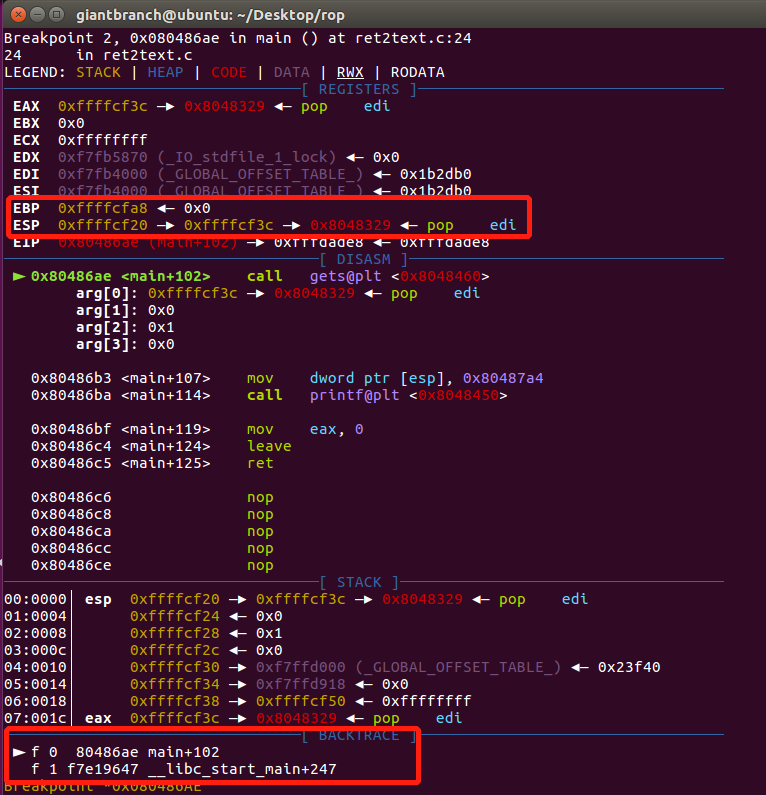 giantbranch@ubuntu: ~/Desktop/rop
Breakpoint 2, 0x080486ae in main () at ret2text.c:24
24 in ret2text.c
LEGEND: STACK | HEAP | CODE | DATA | RWX | RODATA
[ REGISTERS ]
EAX 0xffffcf3c —▸ 0x8048329 ◂— pop edi
EBX 0x0
ECX 0xffffffff
EDX 0xf7fb5870 (_IO_stdfile_1_lock) ◂— 0x0
EDI 0xf7fb4000 (_GLOBAL_OFFSET_TABLE_) ◂— 0x1b2db0
ESI 0xf7fb4000 (_GLOBAL_OFFSET_TABLE_) ◂— 0x1b2db0
EBP 0xffffcfa8 ◂— 0x0
ESP 0xffffcf20 —▸ 0xffffcf3c —▸ 0x8048329 ◂— pop edi
EIP 0x80486ae (main+102) —▸ 0xfffdade8 ◂— 0xfffdade8
[ DISASM ]
► 0x80486ae <main+102> call gets@plt <0x8048460>
arg[0]: 0xffffcf3c —▸ 0x8048329 ◂— pop edi
arg[1]: 0x0
arg[2]: 0x1
arg[3]: 0x0
0x80486b3 <main+107> mov dword ptr [esp], 0x80487a4
0x80486ba <main+114> call printf@plt <0x8048450>
0x80486bf <main+119> mov eax, 0
0x80486c4 <main+124> leave
0x80486c5 <main+125> ret
0x80486c6 nop
0x80486c8 nop
0x80486ca nop
0x80486cc nop
0x80486ce nop
[ STACK ]
00:0000│ esp 0xffffcf20 —▸ 0xffffcf3c —▸ 0x8048329 ◂— pop edi
01:0004│ 0xffffcf24 ◂— 0x0
02:0008│ 0xffffcf28 ◂— 0x1
03:000c│ 0xffffcf2c ◂— 0x0
04:0010│ 0xffffcf30 —▸ 0xf7ffd000 (_GLOBAL_OFFSET_TABLE_) ◂— 0x23f40
05:0014│ 0xffffcf34 —▸ 0xf7ffd918 ◂— 0x0
06:0018│ 0xffffcf38 —▸ 0xffffcf50 ◂— 0xffffffff
07:001c│ eax 0xffffcf3c —▸ 0x8048329 ◂— pop edi
[ BACKTRACE ]
► f 0 80486ae main+102
f 1 f7e19647 __libc_start_main+247
Breakpoint *0x080486AE